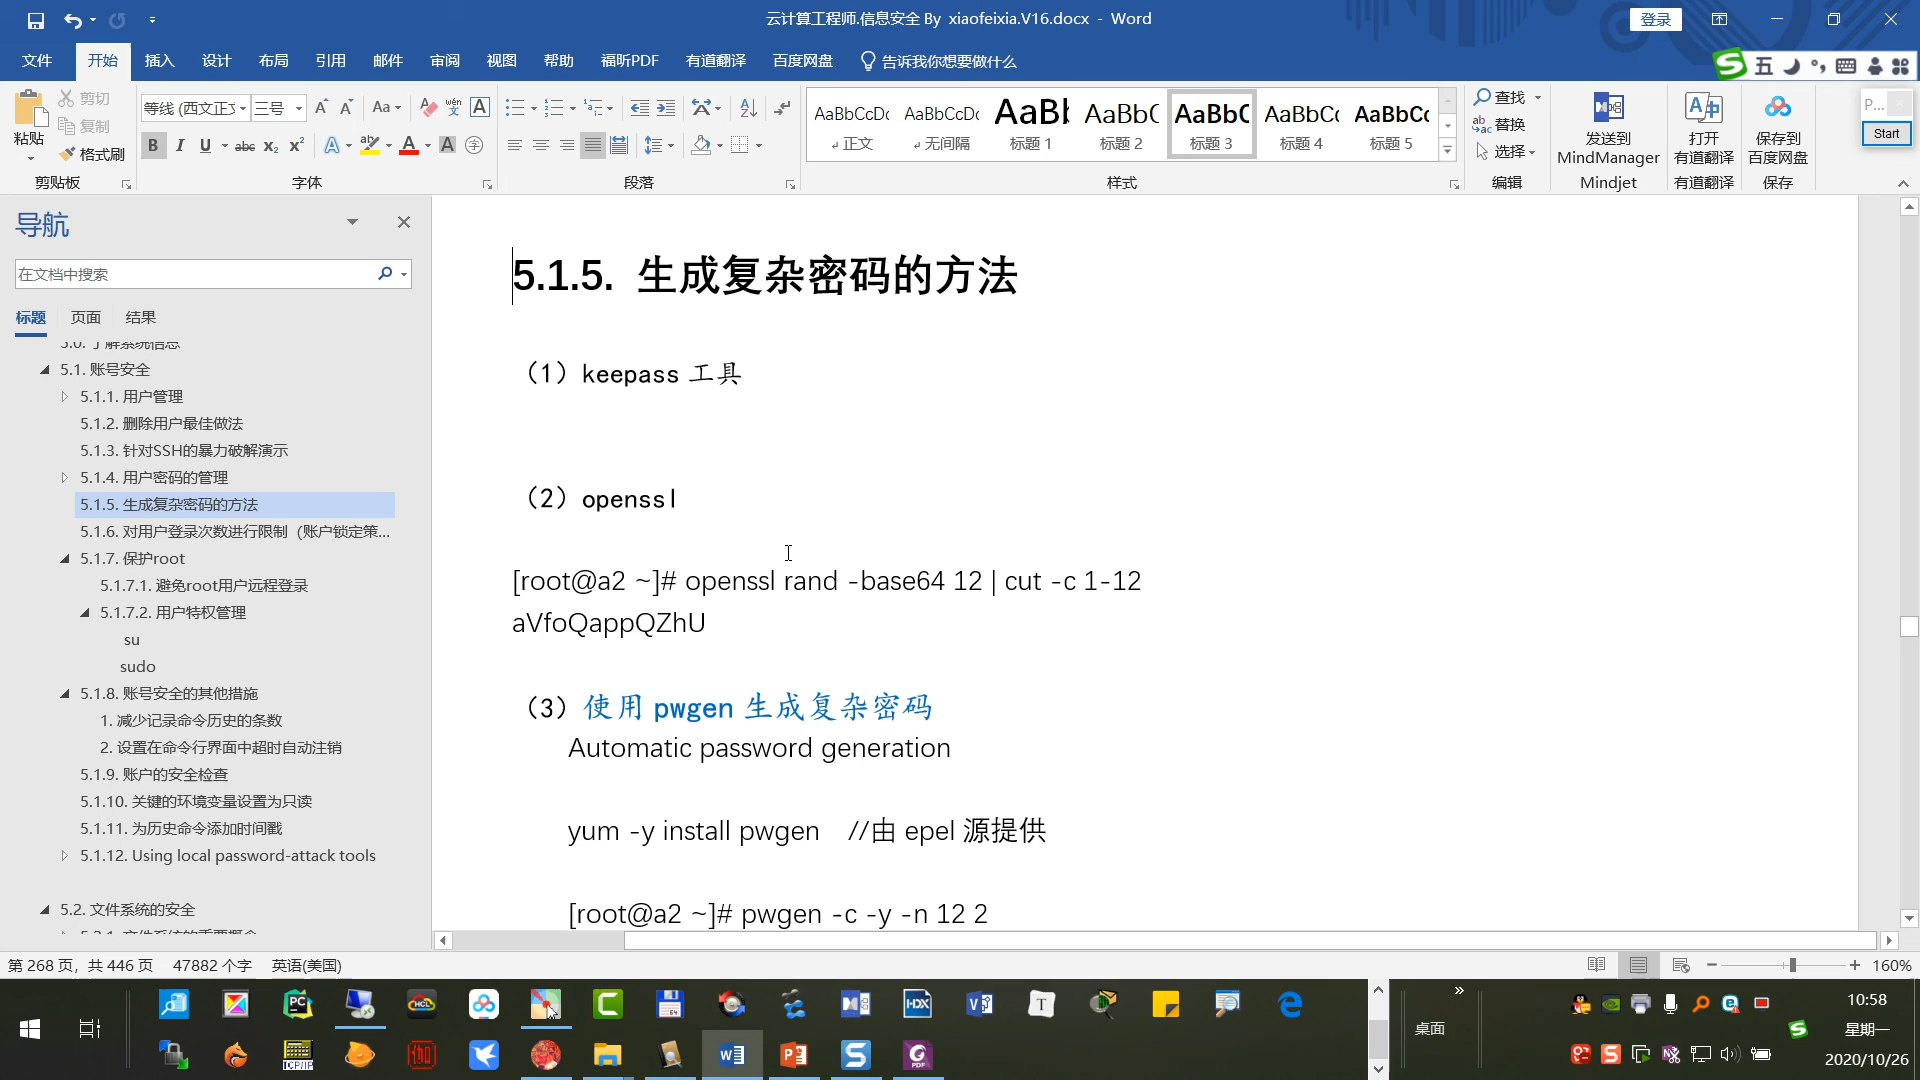 云计算工程师.信息安全 By xiaofeixia.V16.docx - Word
登录
文件 开始 插入 设计 布局 引用 邮件 审阅 视图 帮助 福昕PDF 有道翻译 百度网盘 告诉我你想要做什么
五
粘贴
剪切
复制
格式刷
剪贴板
等线 (西文正文 三号
字体
段落
AaBbCcDc AaBbCcDc AaBb AaBbC AaBbC AaBbCc AaBbCc
正文 无间隔 标题 1 标题 2 标题 3 标题 4 标题 5
样式
查找
替换
选择
编辑
发送到
MindManager
Mindjet
打开
有道翻译
有道翻译
保存到
百度网盘
保存
P...
Start
导航
在文档中搜索
标题 页面 结果
5.0. 了解系统信息
5.1. 账号安全
5.1.1. 用户管理
5.1.2. 删除用户最佳做法
5.1.3. 针对SSH的暴力破解演示
5.1.4. 用户密码的管理
5.1.5. 生成复杂密码的方法
5.1.6. 对用户登录次数进行限制（账户锁定策...
5.1.7. 保护root
5.1.7.1. 避免root用户远程登录
5.1.7.2. 用户特权管理
su
sudo
5.1.8. 账号安全的其他措施
1. 减少记录命令历史的条数
2. 设置在命令行界面中超时自动注销
5.1.9. 账户的安全检查
5.1.10. 关键的环境变量设置为只读
5.1.11. 为历史命令添加时间戳
5.1.12. Using local password-attack tools
5.2. 文件系统的安全
5.1.5. 生成复杂密码的方法
（1）keepass 工具
（2）openssl
[root@a2 ~]# openssl rand -base64 12 | cut -c 1-12
aVfoQappQZhU
（3）使用 pwgen 生成复杂密码
Automatic password generation
yum -y install pwgen //由 epel 源提供
[root@a2 ~]# pwgen -c -y -n 12 2
第 268 页，共 446 页 47882 个字 英语(美国)
160%
桌面
10:58
星期一
2020/10/26